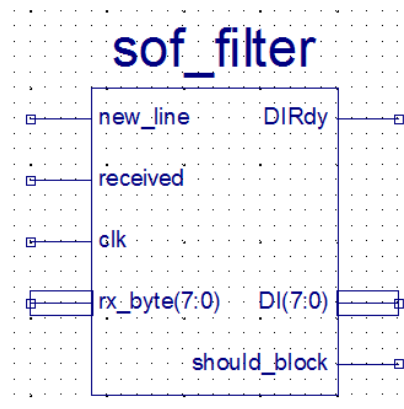 sof_filter
new_line DIRdy
received
clk
rx_byte(7:0) DI(7:0)
should_block